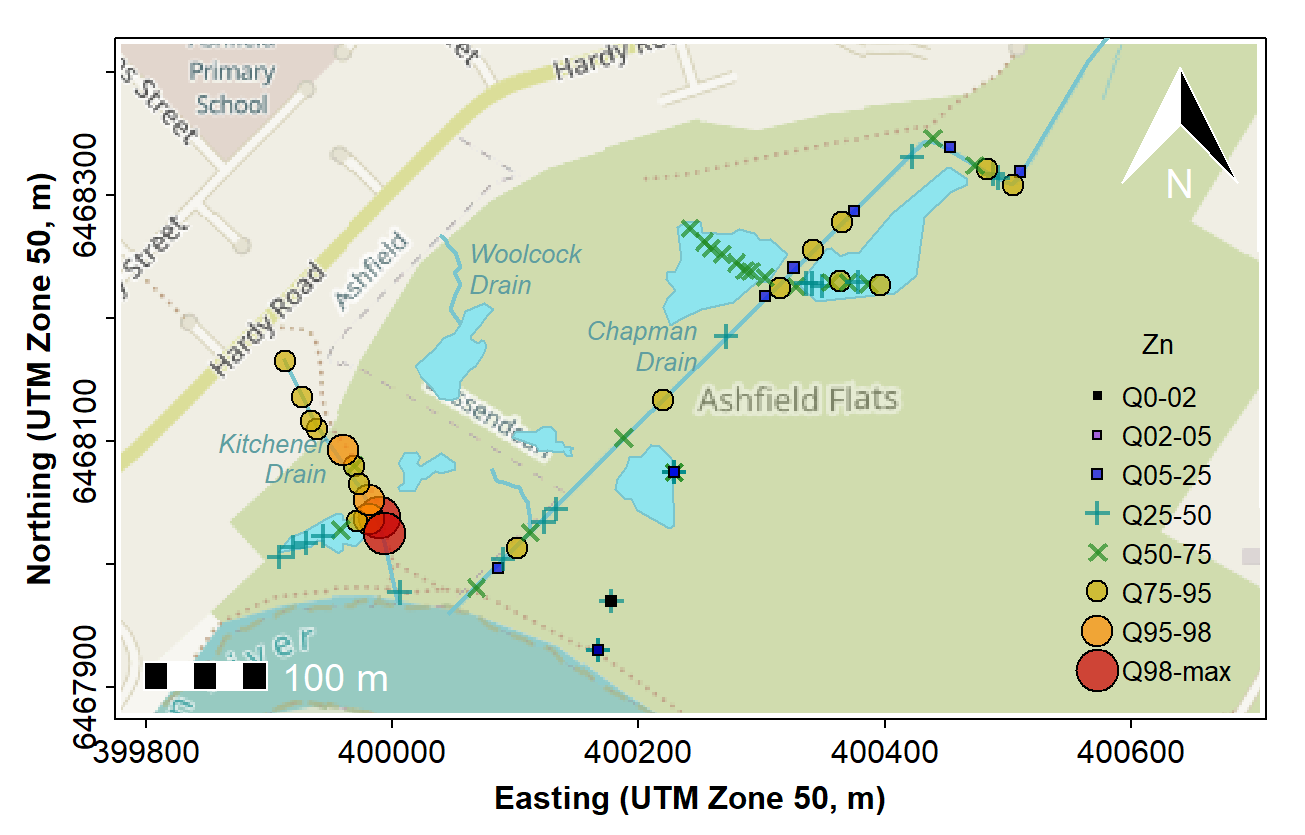 Primary
School
Hardy
Street
Street
Ashfield
Hardy Road
Woolcock
Drain
Chapman
Drain
Ashfield Flats
Kitchener
Drain
N
Zn
Q0-02
Q02-05
Q05-25
Q25-50
Q50-75
Q75-95
Q95-98
Q98-max
100 m
6468300
6468100
6467900
Northing (UTM Zone 50, m)
399800
400000
400200
400400
400600
Easting (UTM Zone 50, m)